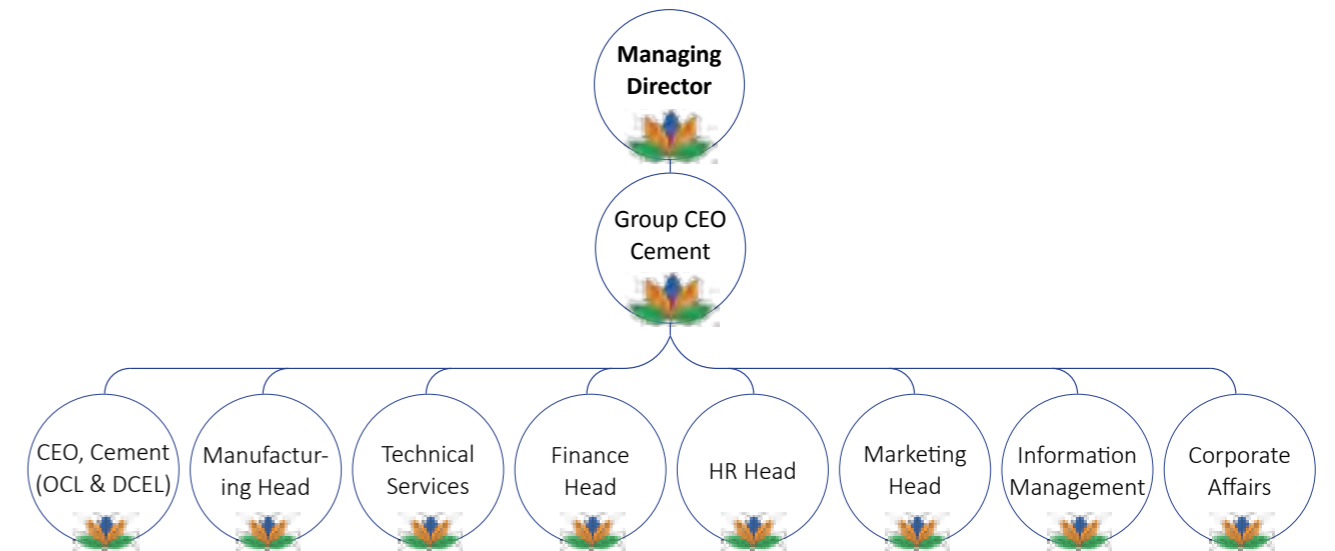 Managing
Director
Group CEO
Cement
CEO, Cement
(OCL & DCEL)
Manufactur-
ing Head
Technical
Services
Finance
Head
HR Head
Marketing
Head
Information
Management
Corporate
Affairs